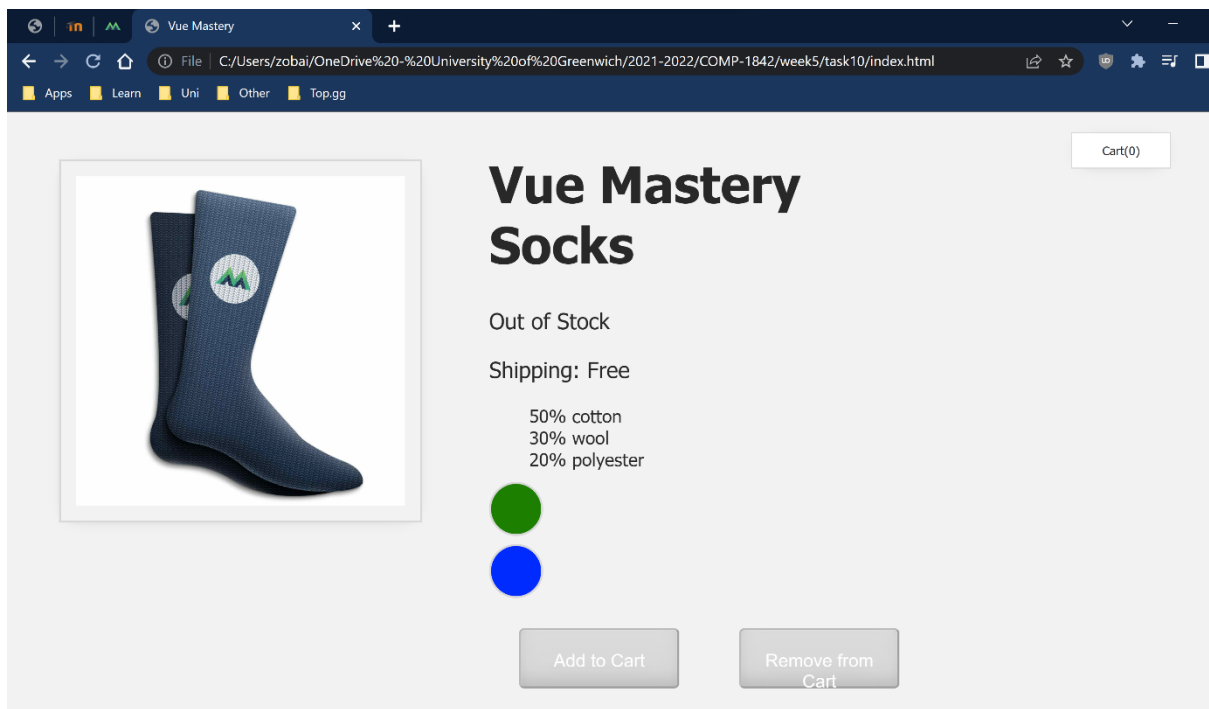 Vue Mastery
File C:/Users/zobai/OneDrive%20-%20University%20of%20Greenwich/2021-2022/COMP-1842/week5/task10/index.html
Apps Learn Uni Other Top.gg
Cart(0)
Vue Mastery
Socks
Out of Stock
Shipping: Free
50% cotton
30% wool
20% polyester
Add to Cart
Remove from
Cart